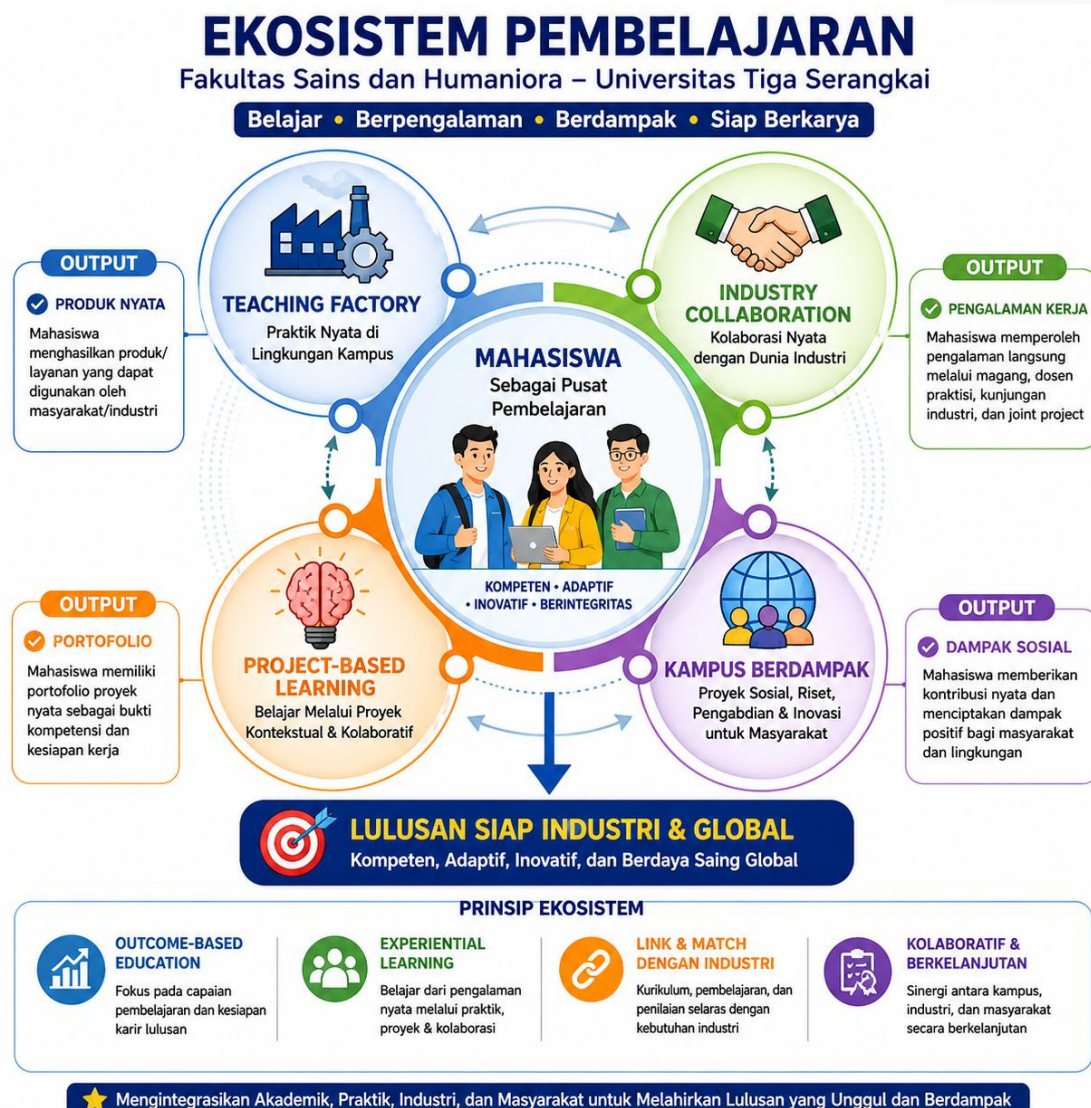 EKOSISTEM PEMBELAJARAN
Fakultas Sains dan Humaniora – Universitas Tiga Serangkai
Belajar • Berpengalaman • Berdampak • Siap Berkarya
TEACHING FACTORY
Praktik Nyata di
Lingkungan Kampus
INDUSTRY
COLLABORATION
Kolaborasi Nyata
dengan Dunia Industri
OUTPUT
PRODUK NYATA
Mahasiswa
menghasilkan produk/
layanan yang dapat
digunakan oleh
masyarakat/industri
MAHASISWA
Sebagai Pusat
Pembelajaran
KOMPETEN • ADAPTIF
• INOVATIF • BERINTEGRITAS
OUTPUT
PENGALAMAN KERJA
Mahasiswa memperoleh
pengalaman langsung
melalui magang, dosen
praktisi, kunjungan
industri, dan joint project
OUTPUT
PORTOFOLIO
Mahasiswa memiliki
portofolio proyek
nyata sebagai bukti
kompetensi dan
kesiapan kerja
PROJECT-BASED
LEARNING
Belajar Melalui Proyek
Kontekstual & Kolaboratif
KAMPUS BERDAMPAK
Proyek Sosial, Riset,
Pengabdian & Inovasi
untuk Masyarakat
OUTPUT
DAMPAK SOSIAL
Mahasiswa memberikan
kontribusi nyata dan
menciptakan dampak
positif bagi masyarakat
dan lingkungan
LULUSAN SIAP INDUSTRI & GLOBAL
Kompeten, Adaptif, Inovatif, dan Berdaya Saing Global
PRINSIP EKOSISTEM
OUTCOME-BASED
EDUCATION
Fokus pada capaian
pembelajaran dan kesiapan
karir lulusan
EXPERIENTIAL
LEARNING
Belajar dari pengalaman
nyata melalui praktik,
proyek & kolaborasi
LINK & MATCH
DENGAN INDUSTRI
Kurikulum, pembelajaran, dan
penilaian selaras dengan
kebutuhan industri
KOLABORATIF &
BERKELANJUTAN
Sinergi antara kampus,
industri, dan masyarakat
secara berkelanjutan
Mengintegrasikan Akademik, Praktik, Industri, dan Masyarakat untuk Melahirkan Lulusan yang Unggul dan Berdampak